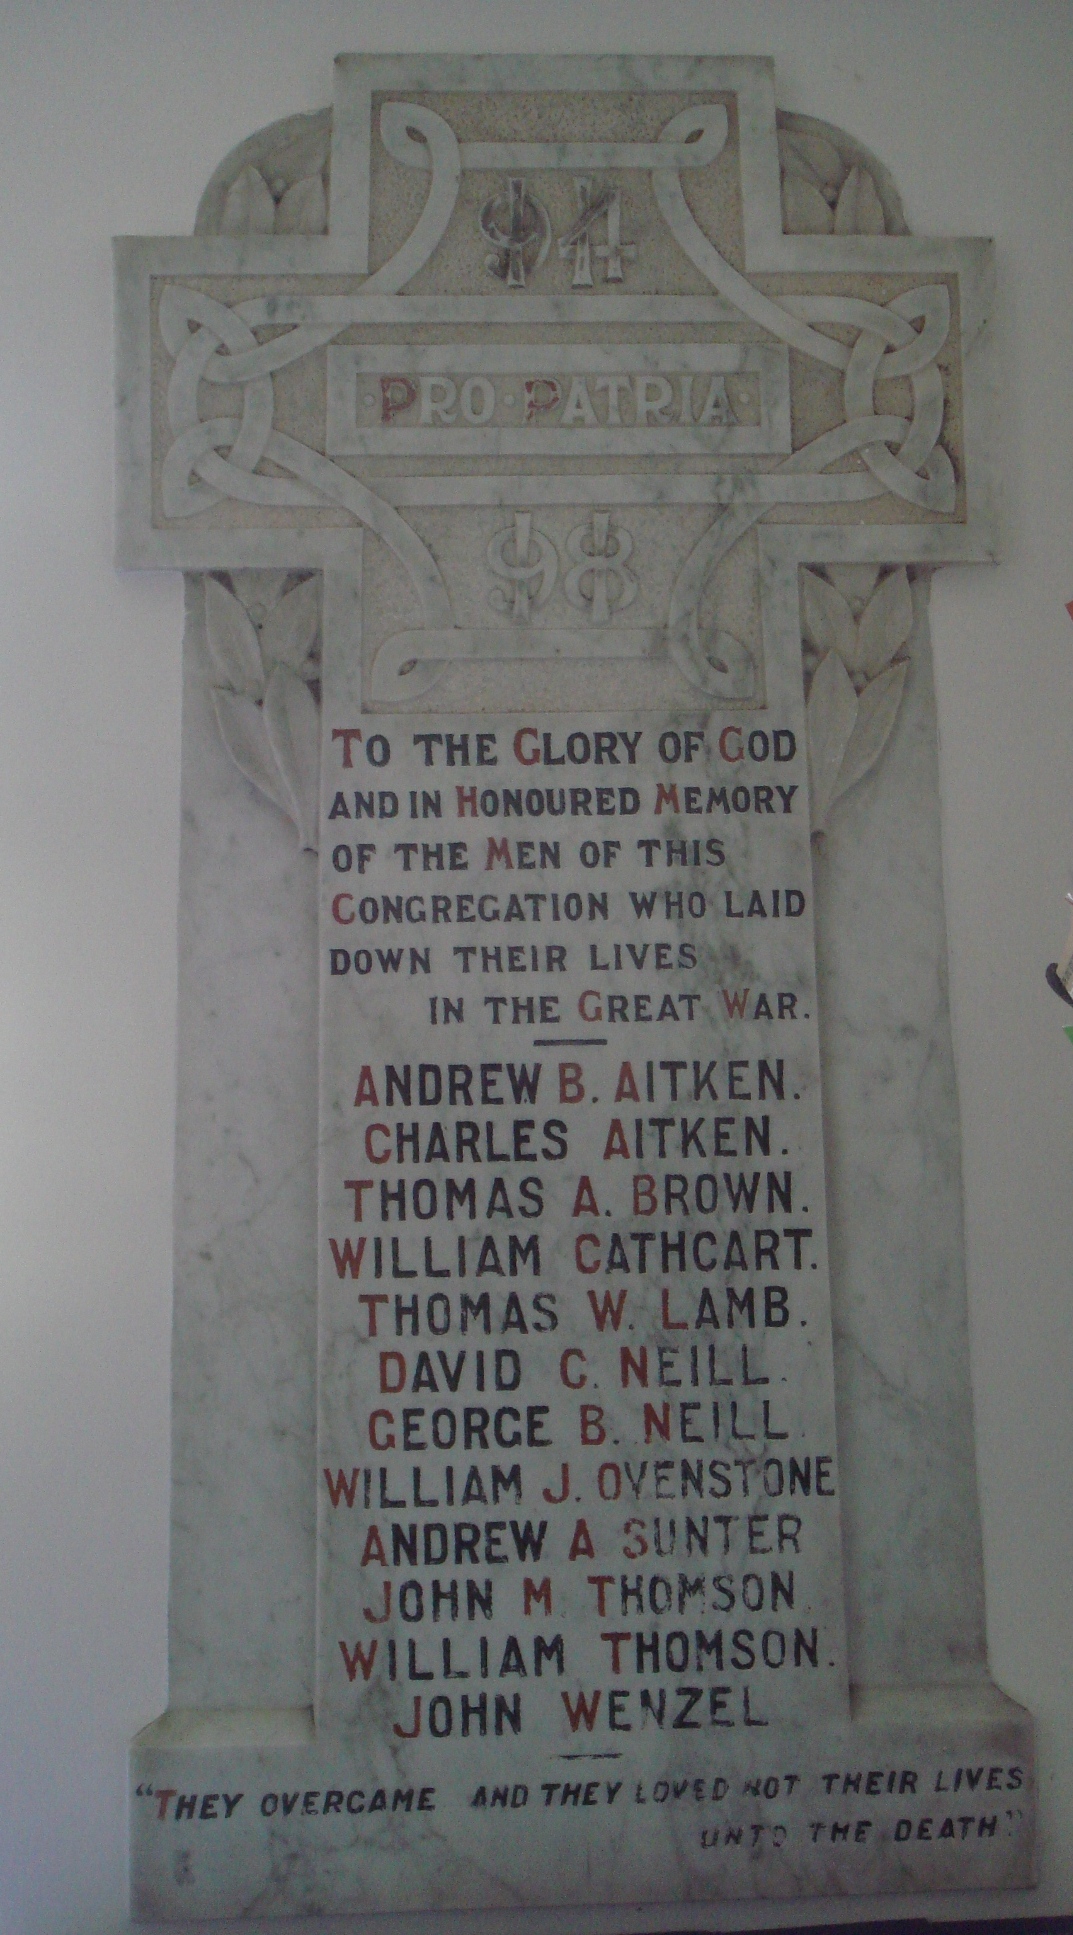 1914
PRO · PATRIA
1918
TO THE GLORY OF GOD
AND IN HONOURED MEMORY
OF THE MEN OF THIS
CONGREGATION WHO LAID
DOWN THEIR LIVES
IN THE GREAT WAR.
ANDREW B. AITKEN.
CHARLES AITKEN.
THOMAS A. BROWN.
WILLIAM CATHCART.
THOMAS W. LAMB.
DAVID C. NEILL.
GEORGE B. NEILL.
WILLIAM J. OVENSTONE
ANDREW A SUNTER
JOHN M. THOMSON.
WILLIAM THOMSON.
JOHN WENZEL
"THEY OVERCAME AND THEY LOVED NOT THEIR LIVES
UNTO THE DEATH"